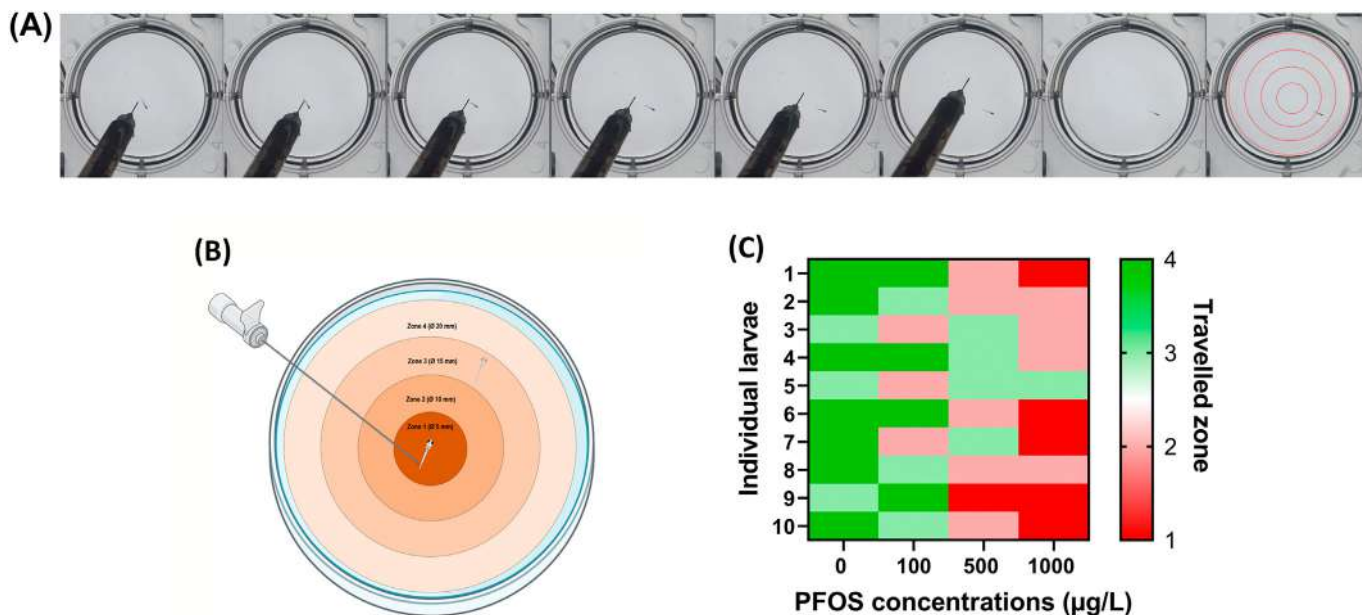 (A)
(B)
Zone 4 (Ø 20 mm)
Zone 3 (Ø 15 mm)
Zone 2 (Ø 10 mm)
Zone 1 (Ø 5 mm)
(C)
Individual larvae
1
2
3
4
5
6
7
8
9
10
0 100 500 1000
PFOS concentrations (µg/L)
4
3
2
1
Travelled zone